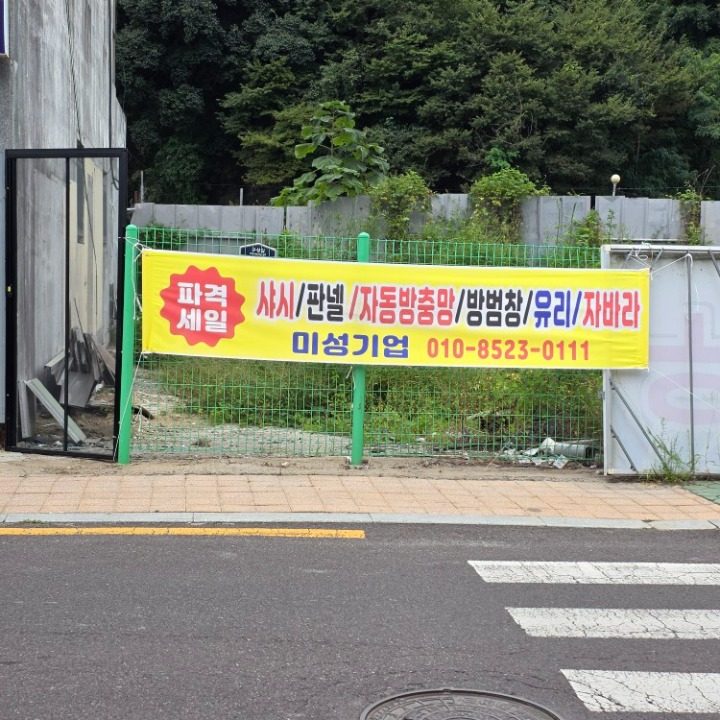 파격
세일
샤시/판넬/자동방충망/방범창/유리/자바라
미성기업 010-8523-0111